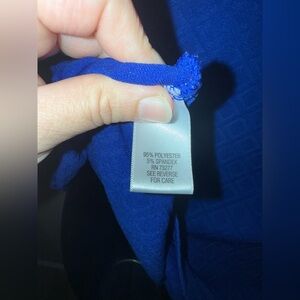 95% POLYESTER
5% SPANDEX
RN 73277
SEE REVERSE
FOR CARE